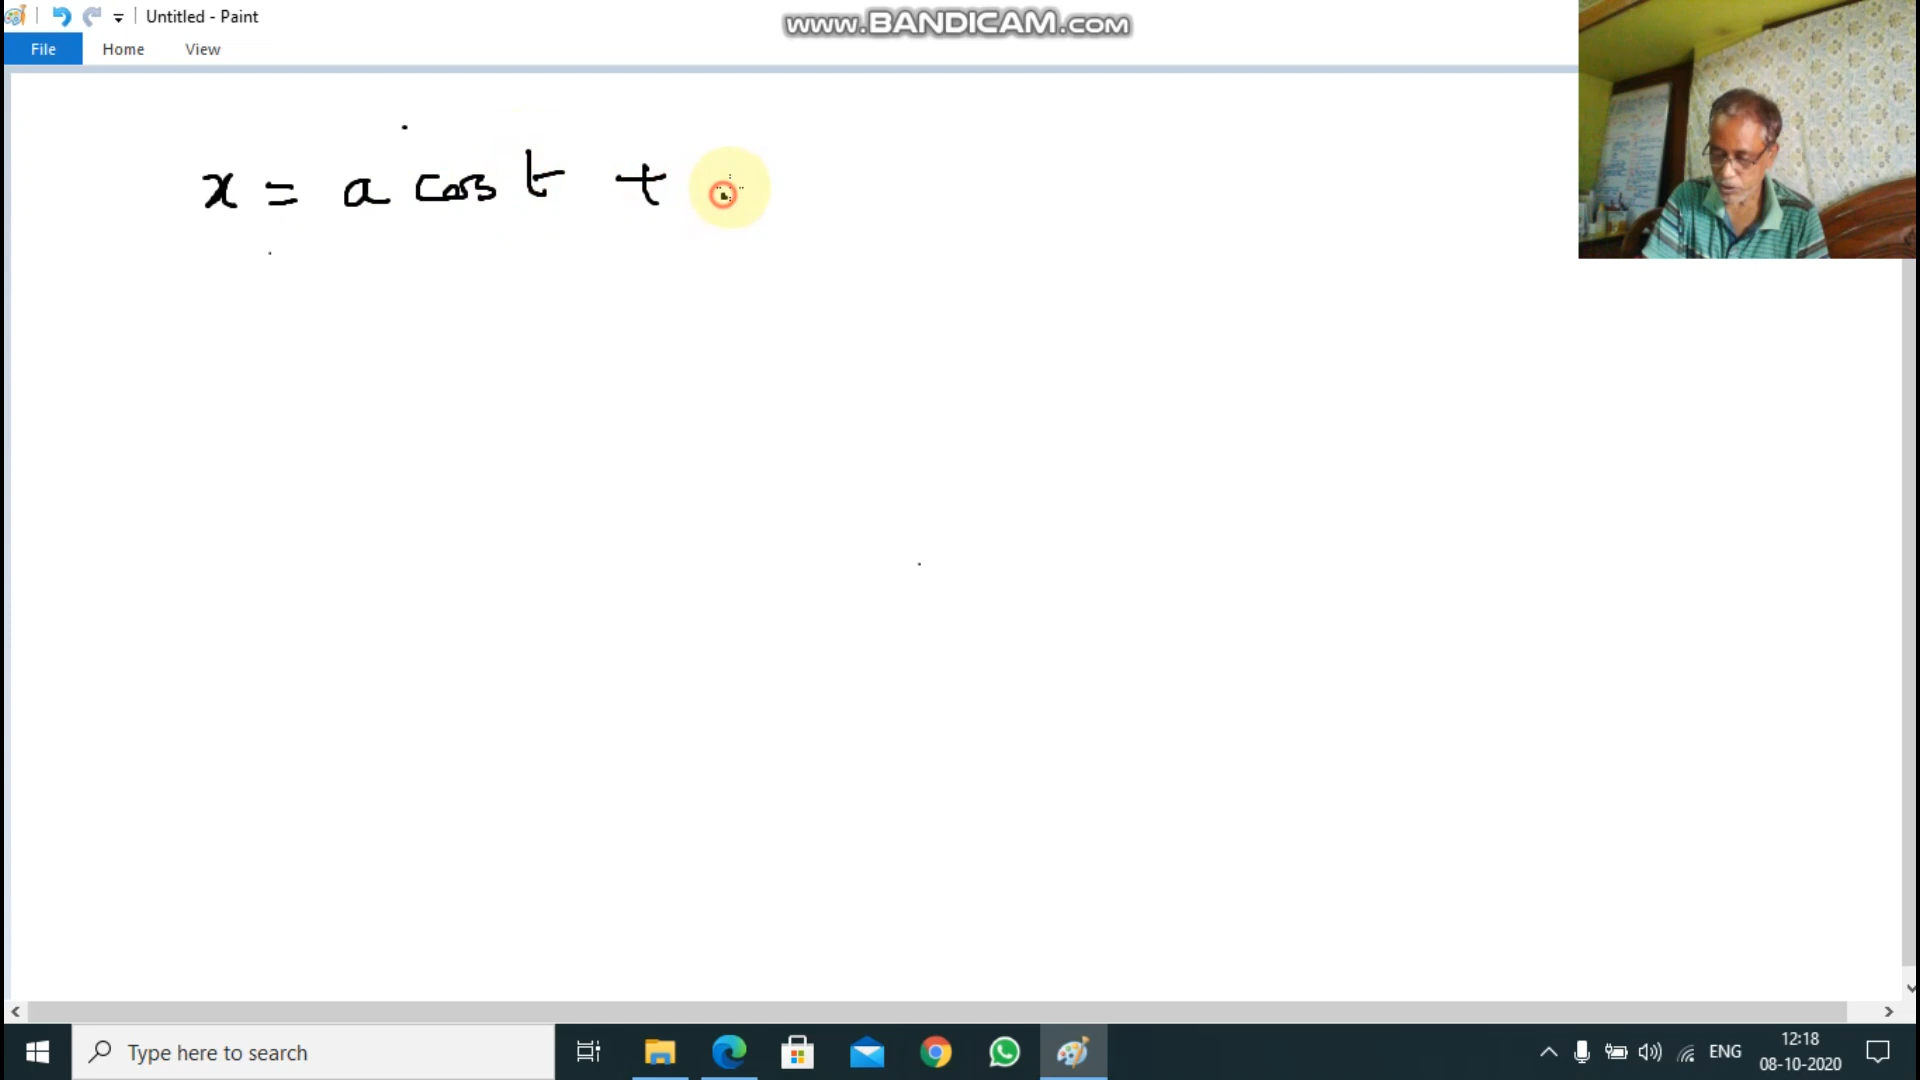 Untitled - Paint
www.BANDICAM.com
File Home View
x = a cos t +
Type here to search
ENG
12:18
08-10-2020